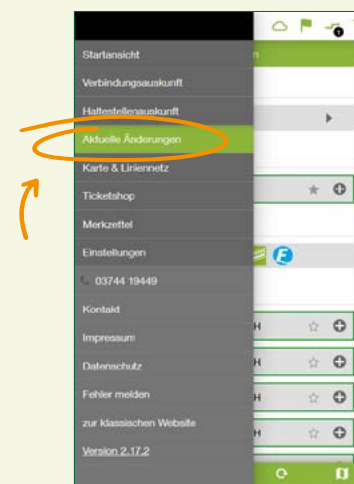 1
Startansicht
n
Verbindungsauskunft
Haltestellenauskunft
Aktuelle Änderungen
Karte & Liniennetz
Ticketshop
Merkzettel
Einstellungen
F
03744 19449
Kontakt
H
Impressum
Datenschutz
H
Fehler melden
H
zur klassischen Website
H
Version 2.17.2